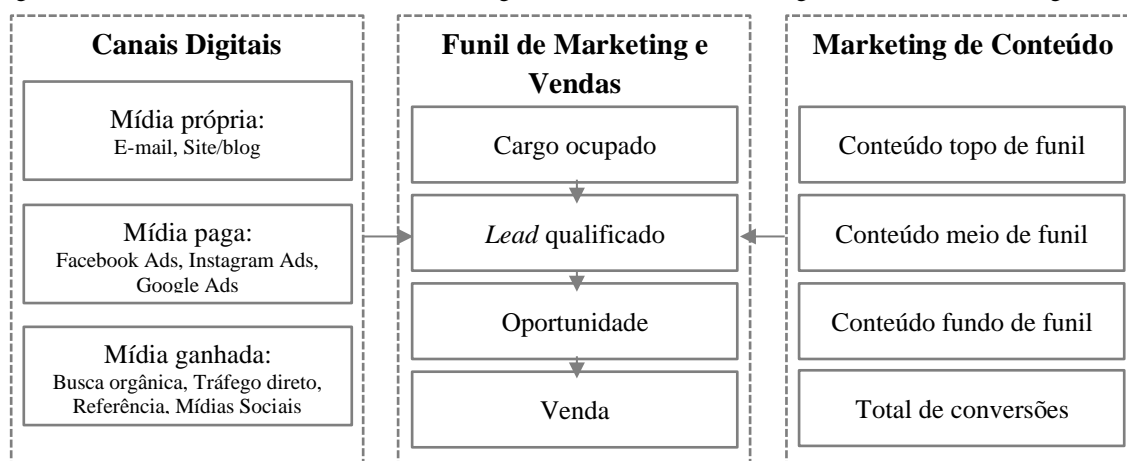 Canais Digitais
Mídia própria:
E-mail, Site/blog
Mídia paga:
Facebook Ads, Instagram Ads,
Google Ads
Mídia ganhada:
Busca orgânica, Tráfego direto,
Referência, Mídias Sociais
Funil de Marketing e
Vendas
Cargo ocupado
Lead qualificado
Oportunidade
Venda
Marketing de Conteúdo
Conteúdo topo de funil
Conteúdo meio de funil
Conteúdo fundo de funil
Total de conversões